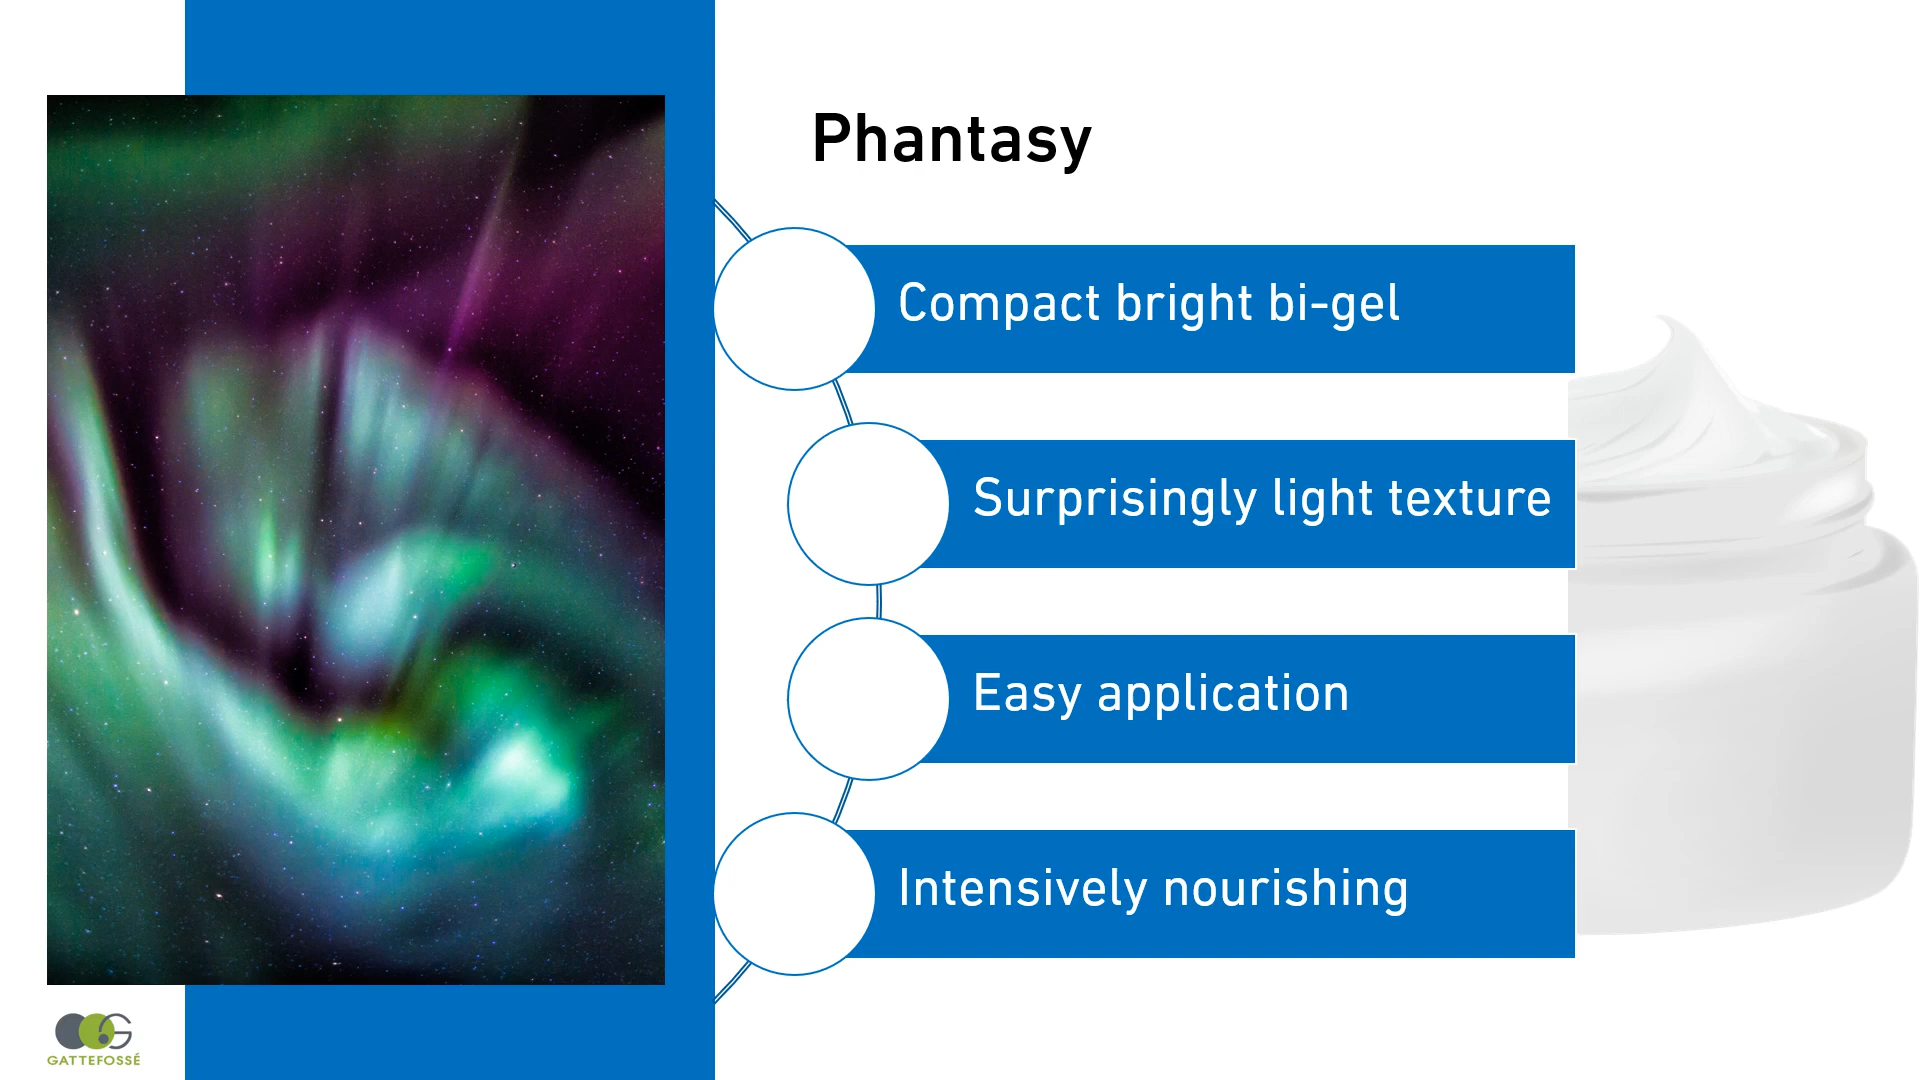 Phantasy
Compact bright bi-gel
Surprisingly light texture
Easy application
Intensively nourishing
GATTEFOSSÉ